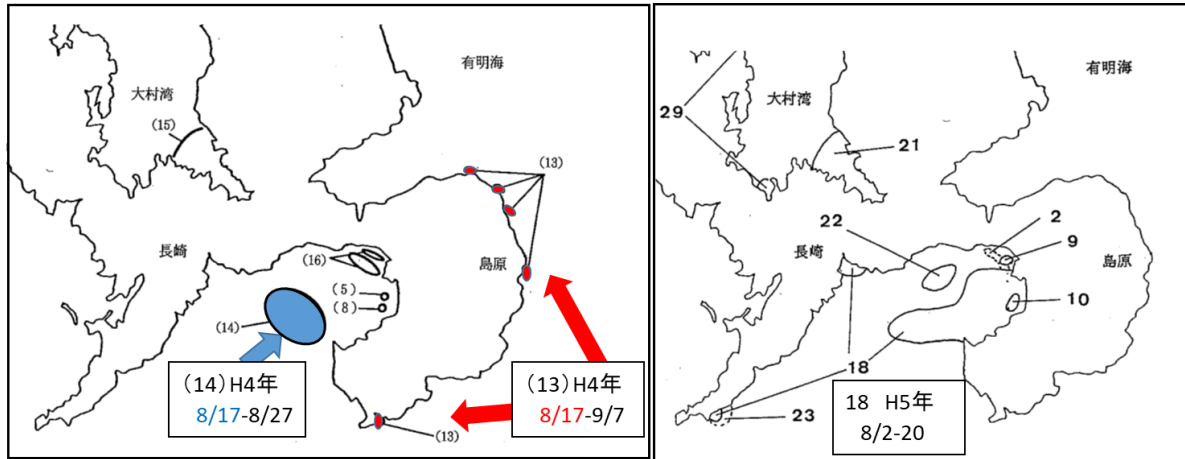 有明海
大村湾
(15)
(13)
長崎
島原
(16)
(5)
(8)
(14)
(14)H4年
8/17-8/27
(13)H4年
8/17-9/7
(13)
有明海
大村湾
29
21
22
2
9
長崎
島原
10
18
23
18 H5年
8/2-20